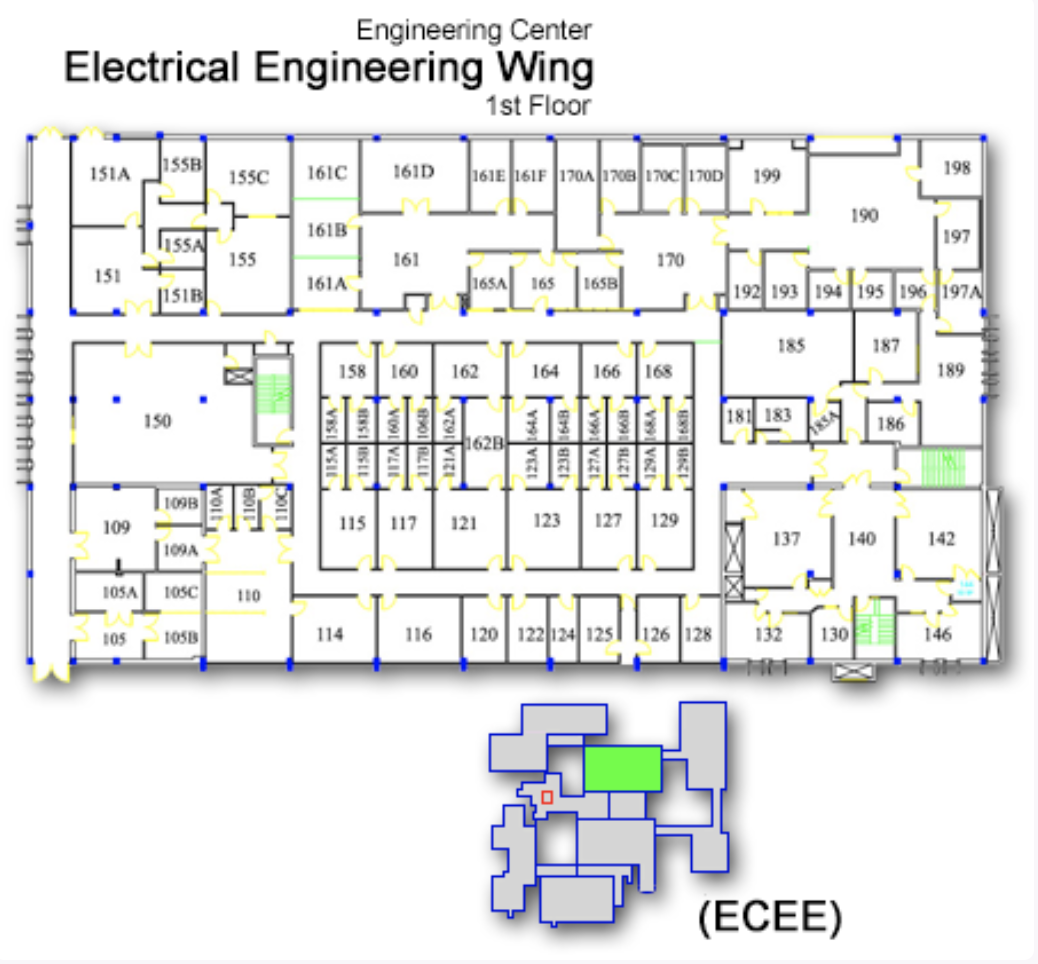 Engineering Center
Electrical Engineering Wing
1st Floor
151A 155B 155C 161C 161D 161E 161F 170A 170B 170C 170D 199 198
190
161B 197
155A 155 161 170
151 161A 165A 165 165B 192 193 194 195 196 197A
151B
185 187 189
158 160 162 164 166 168
150 181 183 185A 186
158A 158B 160A 106B 162A 162B 164A 164B 166A 166B 168A 168B
115A 115B 117A 117B 121A 123A 123B 127A 127B 129A 129B
109B 110A 110B 110C
109 115 117 121 123 127 129 137 140 142
109A
105A 105C 110
105 105B 114 116 120 122 124 125 126 128 132 130 146
(ECEE)